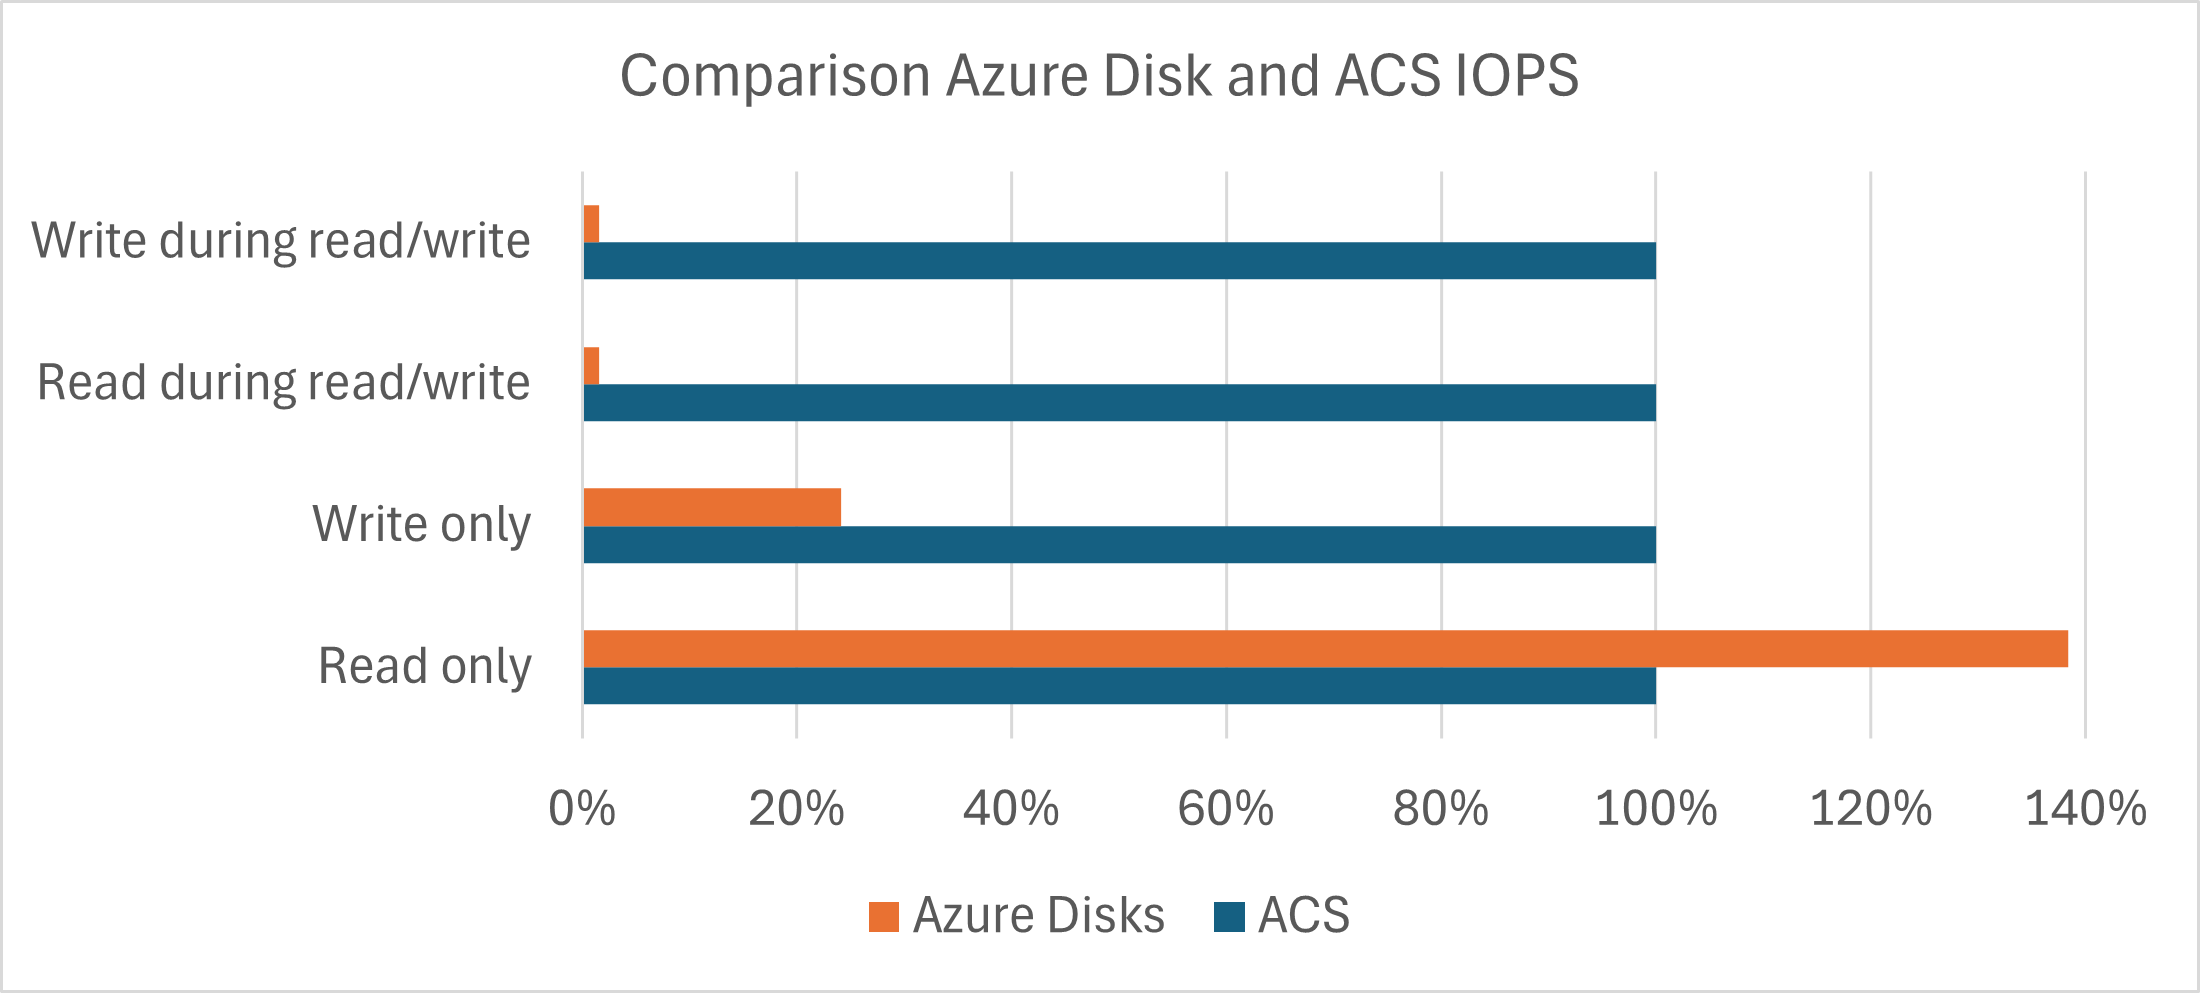 Comparison Azure Disk and ACS IOPS
Write during read/write
Read during read/write
Write only
Read only
0% 20% 40% 60% 80% 100% 120% 140%
Azure Disks ACS